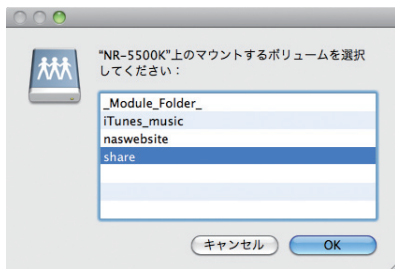 “NR-5500K”上のマウントするボリュームを選択
してください：
_Module_Folder_
iTunes_music
naswebsite
share
キャンセル
OK